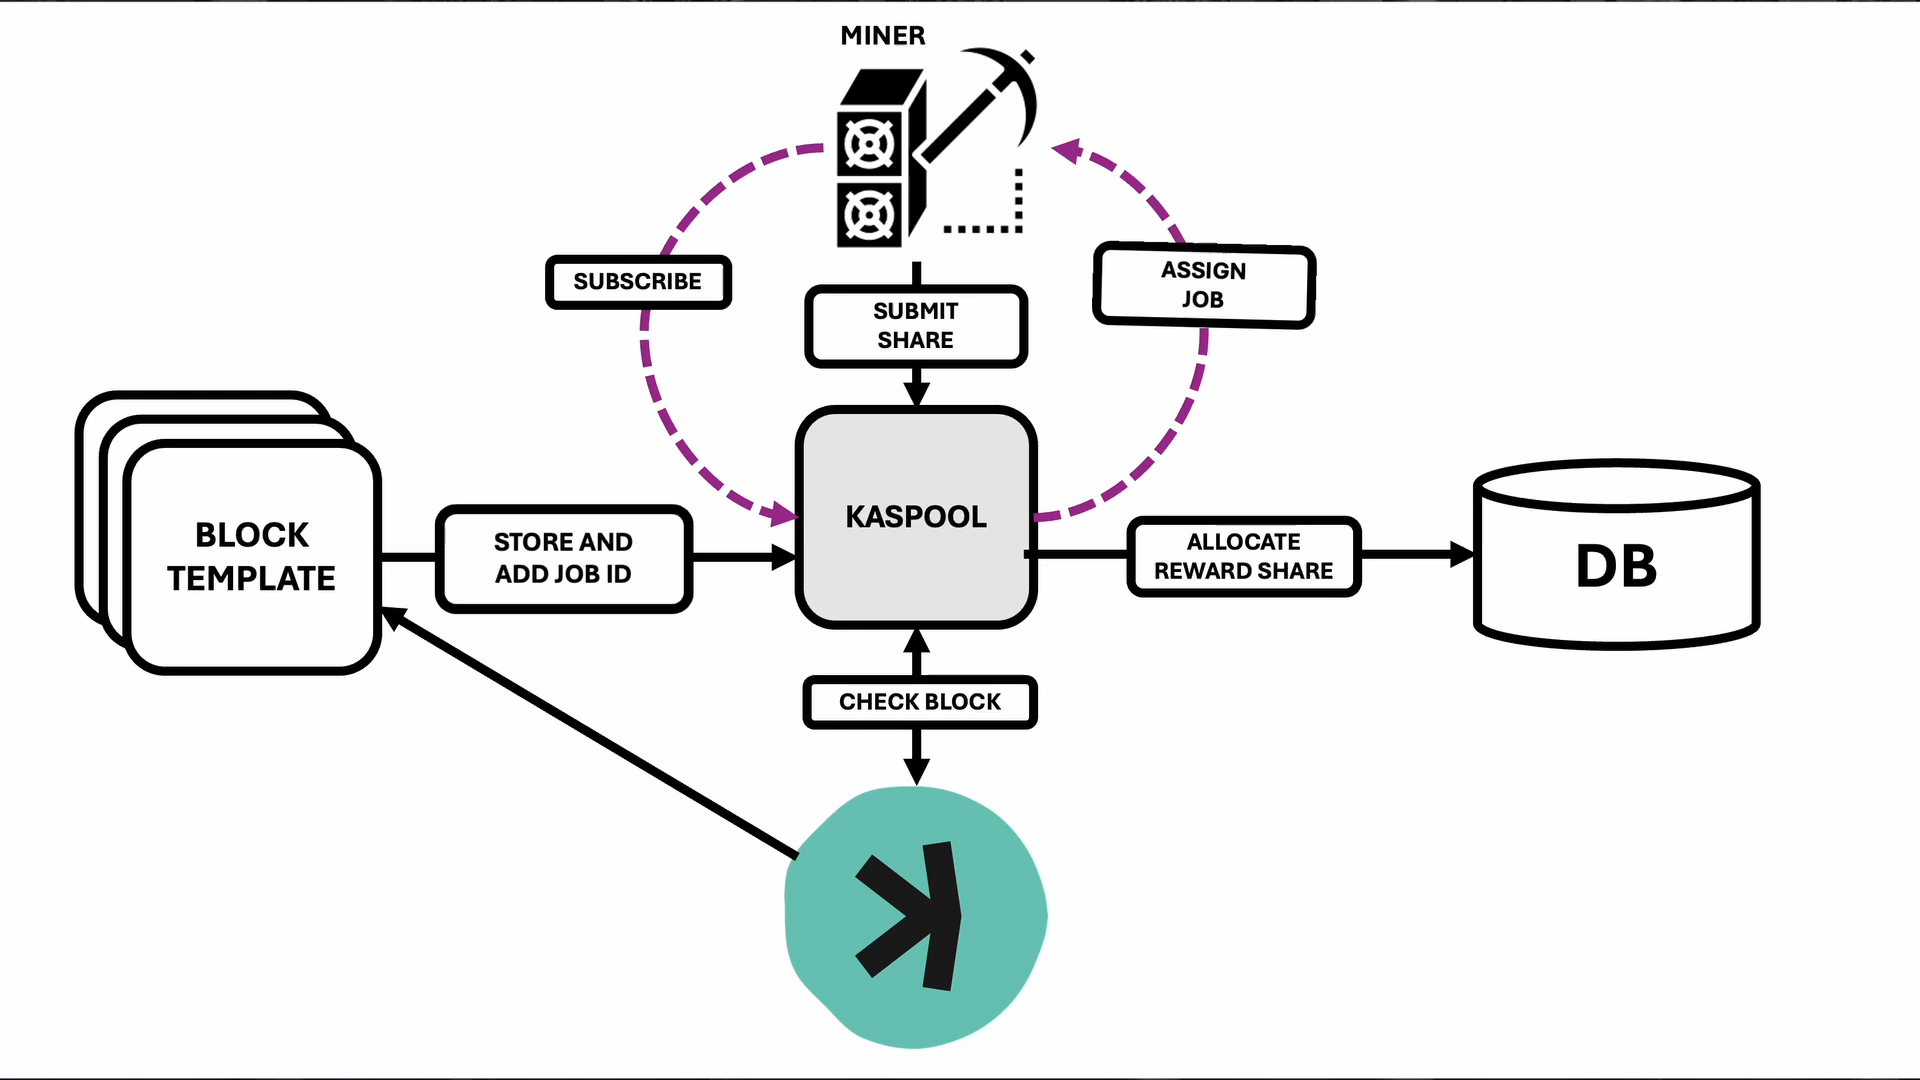 MINER
SUBSCRIBE
SUBMIT
SHARE
ASSIGN
JOB
BLOCK
TEMPLATE
STORE AND
ADD JOB ID
KASPOOL
ALLOCATE
REWARD SHARE
DB
CHECK BLOCK